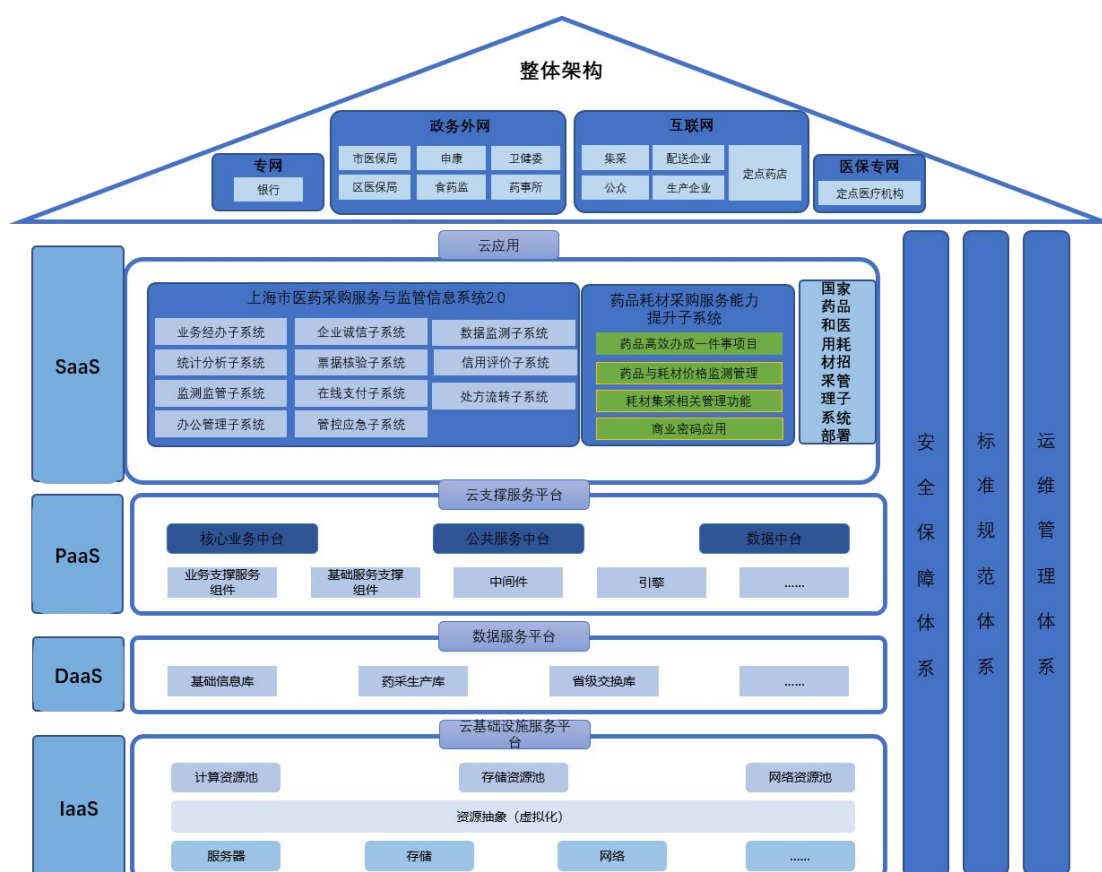 整体架构
政务外网
互联网
专网
医保专网
市医保局
申康
卫健委
集采
配送企业
定点药店
银行
区医保局
食药监
药事所
公众
生产企业
定点医疗机构
云应用
SaaS
上海市医药采购服务与监管信息系统2.0
业务经办子系统
企业诚信子系统
数据监测子系统
统计分析子系统
票据核验子系统
信用评价子系统
监测监管子系统
在线支付子系统
处方流转子系统
办公管理子系统
管控应急子系统
药品耗材采购服务能力
提升子系统
药品高效办成一件事项目
药品与耗材价格监测管理
耗材集采相关管理功能
商业密码应用
国家
药品
和医
用耗
材招
采管
理子
系统
部署
云支撑服务平台
PaaS
核心业务中台
公共服务中台
数据中台
业务支撑服务
组件
基础服务支撑
组件
中间件
引擎
......
数据服务平台
DaaS
基础信息库
药采生产库
省级交换库
......
云基础设施服务平
台
IaaS
计算资源池
存储资源池
网络资源池
资源抽象（虚拟化）
服务器
存储
网络
......
安全保障体系
标准规范体系
运维管理体系